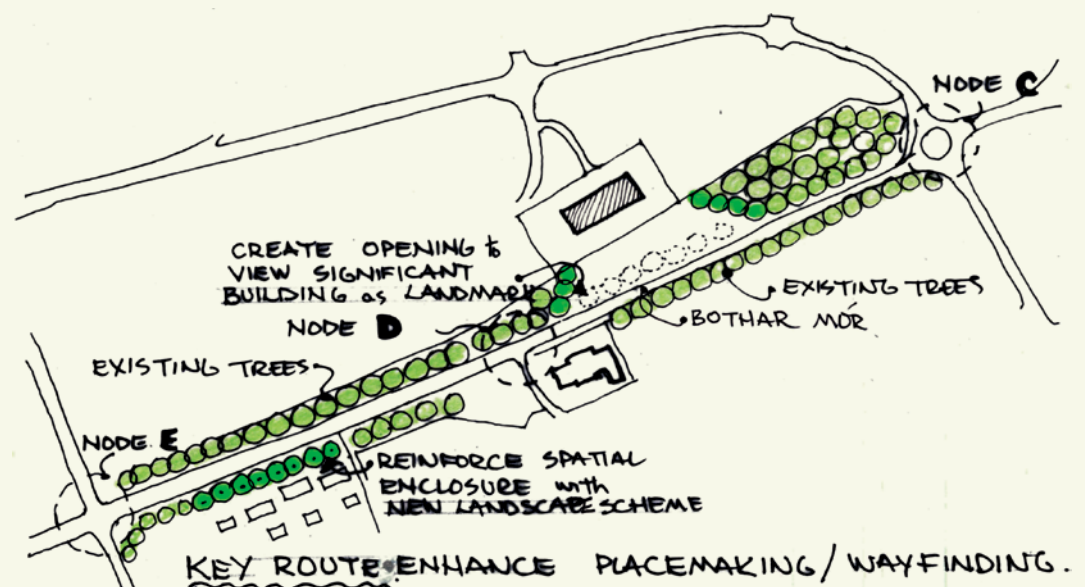 NODE C
CREATE OPENING to
VIEW SIGNIFICANT
BUILDING as LANDMARK
NODE D
EXISTING TREES
BOTHAR MÓR
EXISTING TREES
NODE E
REINFORCE SPATIAL
ENCLOSURE with
NEW LANDSCAPE SCHEME
KEY ROUTE: ENHANCE PLACEMAKING/WAYFINDING.